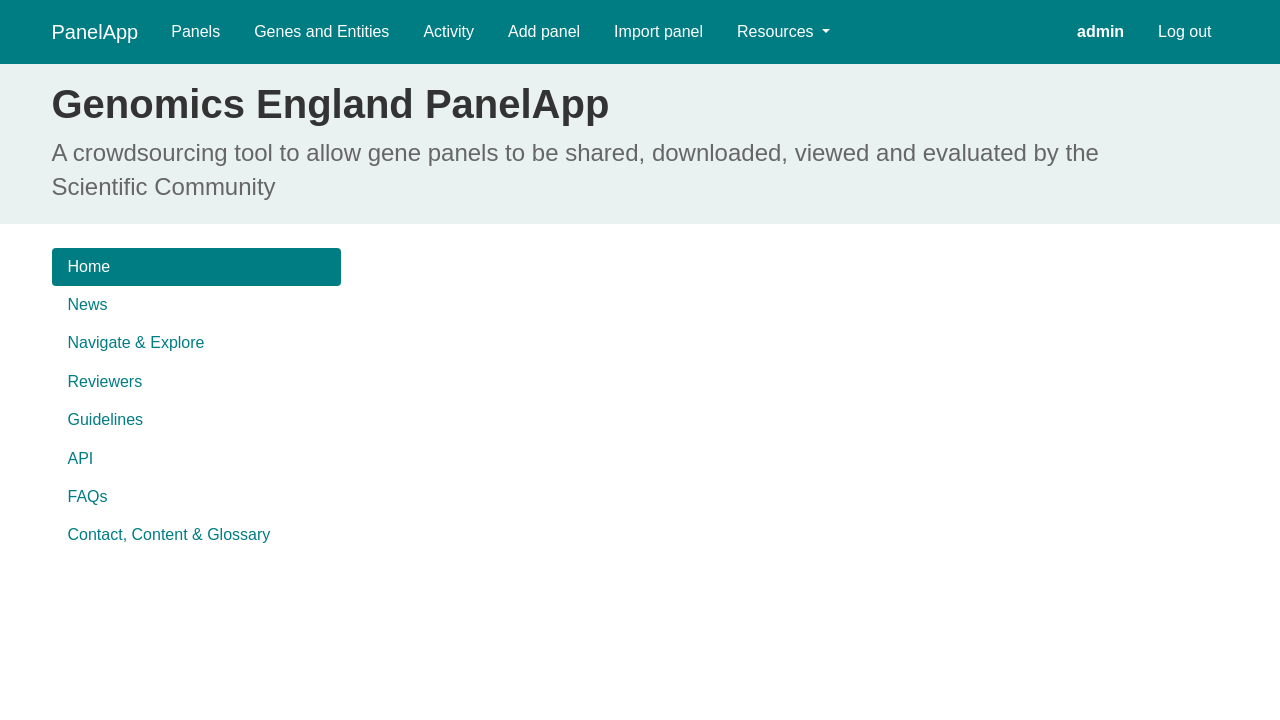 PanelApp Panels Genes and Entities Activity Add panel Import panel Resources admin Log out
Genomics England PanelApp
A crowdsourcing tool to allow gene panels to be shared, downloaded, viewed and evaluated by the
Scientific Community
Home
News
Navigate & Explore
Reviewers
Guidelines
API
FAQs
Contact, Content & Glossary